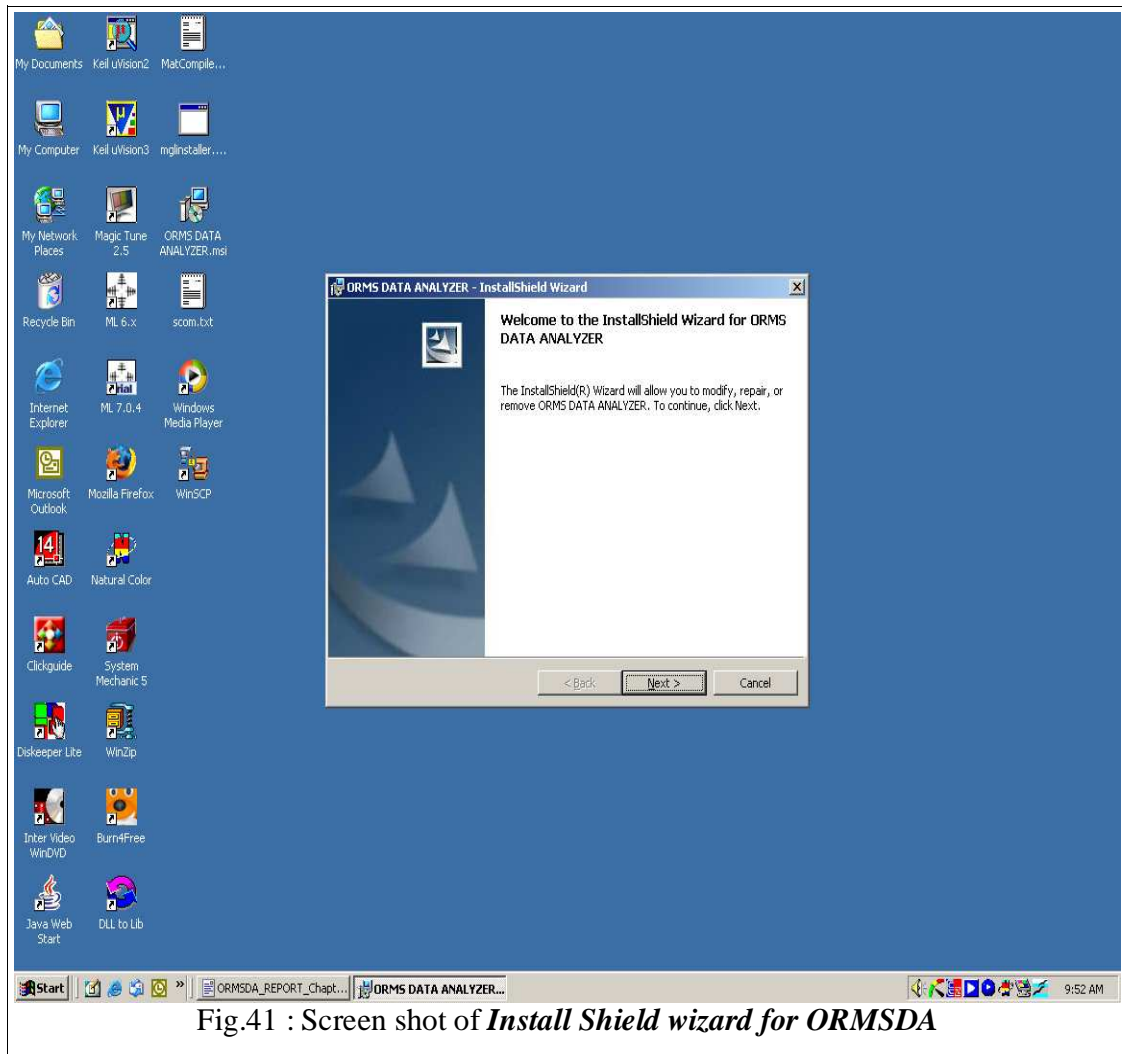 My Documents
Keil uVision2
MatCompile...
My Computer
Keil uVision3
mglinstaller....
My Network
Places
Magic Tune
2.5
ORMS DATA
ANALYZER.msi
Recycle Bin
ML 6.x
scom.txt
Internet
Explorer
ML 7.0.4
Windows
Media Player
Microsoft
Outlook
Mozilla Firefox
WinSCP
14
Auto CAD
Natural Color
Clickguide
System
Mechanic 5
Diskeeper Lite
WinZip
Inter Video
WinDVD
Burn4Free
Java Web
Start
DLL to Lib
ORMS DATA ANALYZER - InstallShield Wizard
Welcome to the InstallShield Wizard for ORMS
DATA ANALYZER
The InstallShield(R) Wizard will allow you to modify, repair, or
remove ORMS DATA ANALYZER. To continue, click Next.
< Back
Next >
Cancel
Start
»
ORMSDA_REPORT_Chapt...
ORMS DATA ANALYZER...
9:52 AM
Fig.41 : Screen shot of Install Shield wizard for ORMSDA